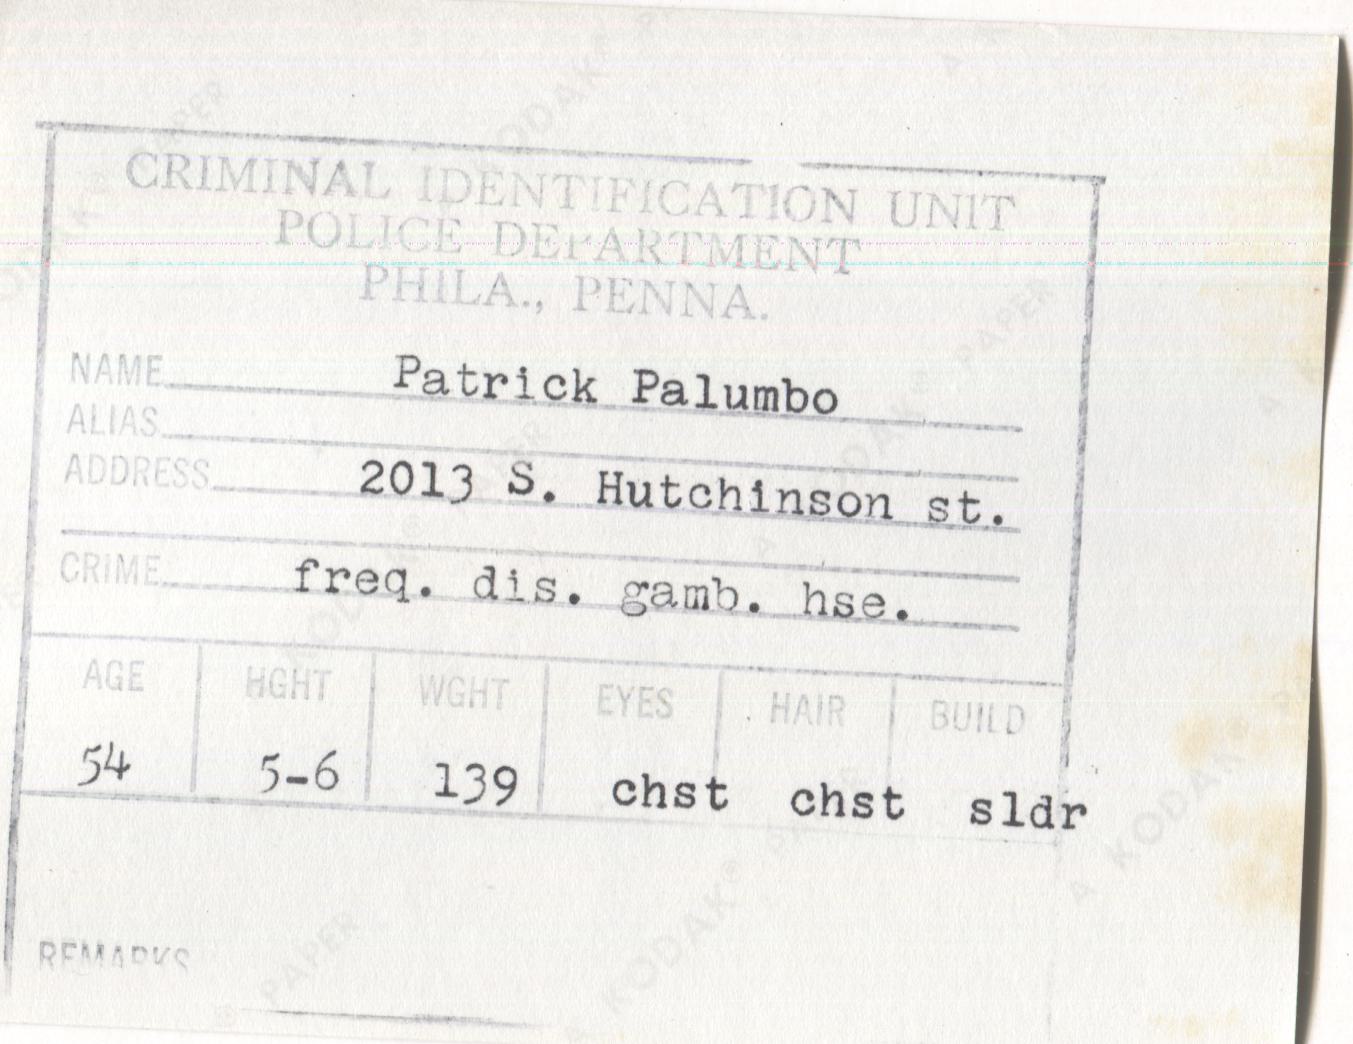 CRIMINAL IDENTIFICATION UNIT
POLICE DEPARTMENT
PHILA., PENNA.
NAME Patrick Palumbo
ALIAS
ADDRESS 2013 S. Hutchinson st.
CRIME freq. dis. gamb. hse.
AGE HGHT WGHT EYES HAIR BUILD
54 5-6 139 chst chst sldr
REMARKS